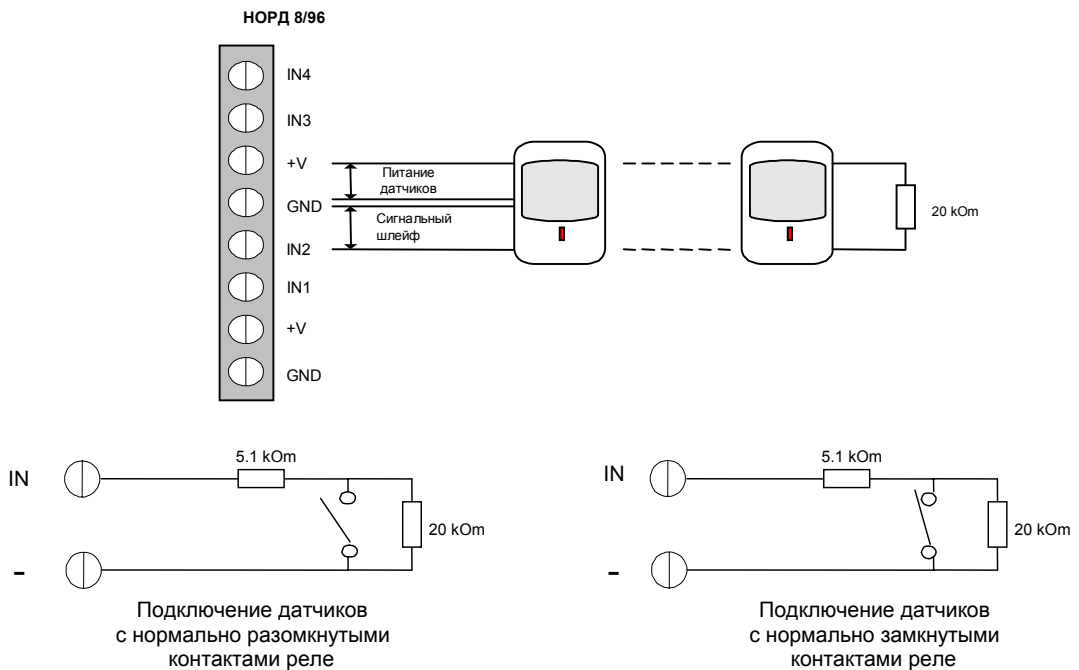 НОРД 8/96
IN4
IN3
+V
Питание
датчиков
GND
Сигнальный
шлейф
IN2
20 kOm
IN1
+V
GND
IN
5.1 kOm
20 kOm
-
Подключение датчиков
с нормально разомкнутыми
контактами реле
IN
5.1 kOm
20 kOm
-
Подключение датчиков
с нормально замкнутыми
контактами реле